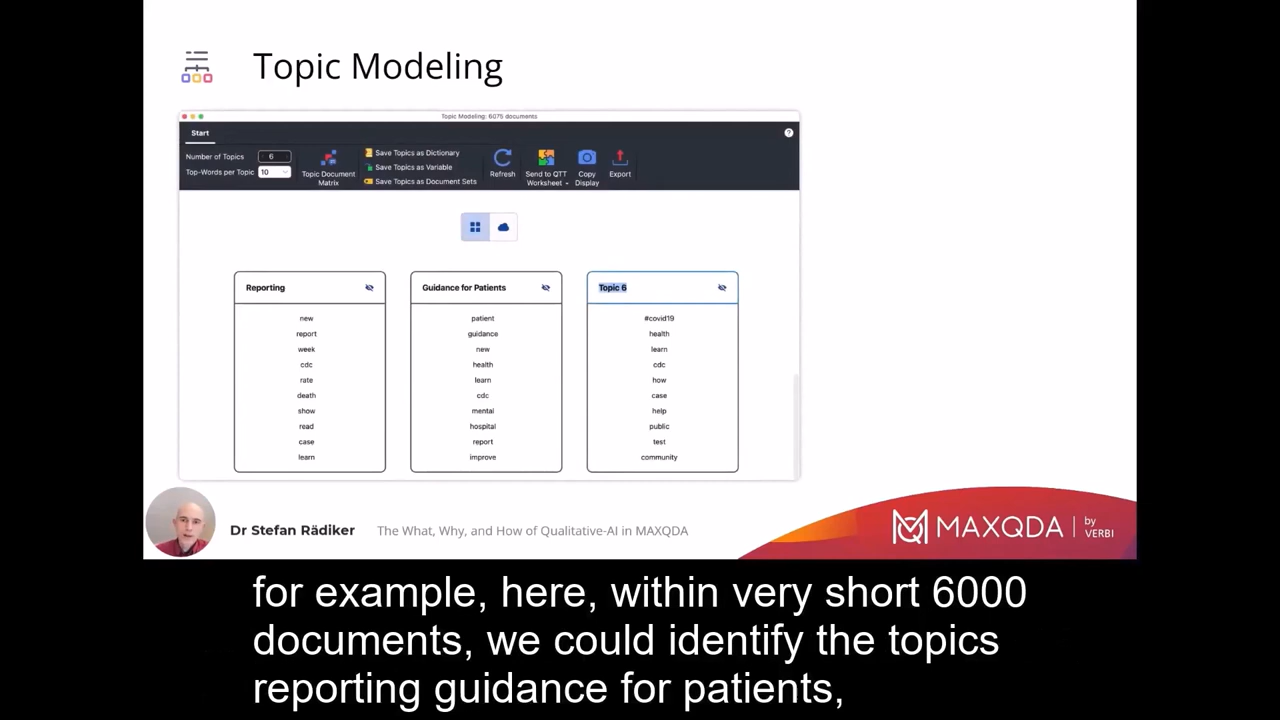 Topic Modeling
Topic Modeling: 6075 documents
Start
?
Number of Topics 6
Top-Words per Topic 10
Topic Document Matrix
Save Topics as Dictionary
Save Topics as Variable
Save Topics as Document Sets
Refresh
Send to QTT Worksheet
Copy Display
Export
Reporting
new
report
week
cdc
rate
death
show
read
case
learn
Guidance for Patients
patient
guidance
new
health
learn
cdc
mental
hospital
report
improve
Topic 6
#covid19
health
learn
cdc
how
case
help
public
test
community
Dr Stefan Rädiker
The What, Why, and How of Qualitative-AI in MAXQDA
MAXQDA
by
VERBI
for example, here, within very short 6000
documents, we could identify the topics
reporting guidance for patients,